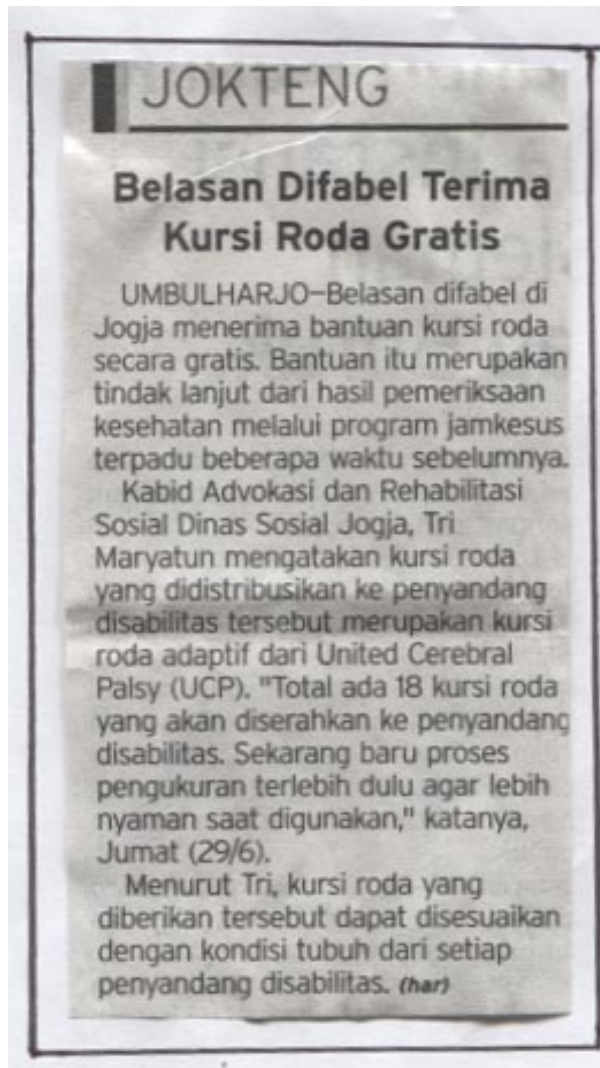 JOKTENG
Belasan Difabel Terima
Kursi Roda Gratis
UMBULHARJO—Belasan difabel di
Jogja menerima bantuan kursi roda
secara gratis. Bantuan itu merupakan
tindak lanjut dari hasil pemeriksaan
kesehatan melalui program jamkesus
terpadu beberapa waktu sebelumnya.
Kabid Advokasi dan Rehabilitasi
Sosial Dinas Sosial Jogja, Tri
Maryatun mengatakan kursi roda
yang didistribusikan ke penyandang
disabilitas tersebut merupakan kursi
roda adaptif dari United Cerebral
Palsy (UCP). "Total ada 18 kursi roda
yang akan diserahkan ke penyandang
disabilitas. Sekarang baru proses
pengukuran terlebih dulu agar lebih
nyaman saat digunakan," katanya,
Jumat (29/6).
Menurut Tri, kursi roda yang
diberikan tersebut dapat disesuaikan
dengan kondisi tubuh dari setiap
penyandang disabilitas. (har)